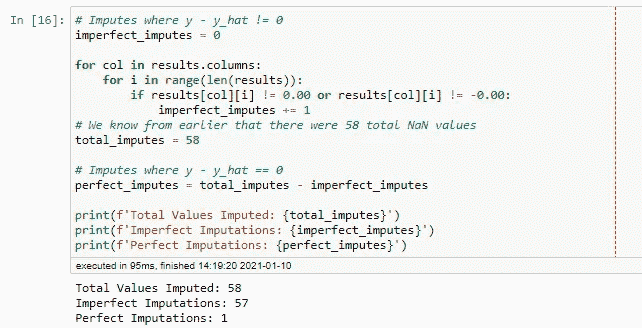 In [16]: # Imputes where y - y_hat != 0
imperfect_imputes = 0

for col in results.columns:
    for i in range(len(results)):
        if results[col][i] != 0.00 or results[col][i] != -0.00:
            imperfect_imputes += 1
# We know from earlier that there were 58 total NaN values
total_imputes = 58

# Imputes where y - y_hat == 0
perfect_imputes = total_imputes - imperfect_imputes

print(f'Total Values Imputed: {total_imputes}')
print(f'Imperfect Imputations: {imperfect_imputes}')
print(f'Perfect Imputations: {perfect_imputes}')
executed in 95ms, finished 14:19:20 2021-01-10
Total Values Imputed: 58
Imperfect Imputations: 57
Perfect Imputations: 1